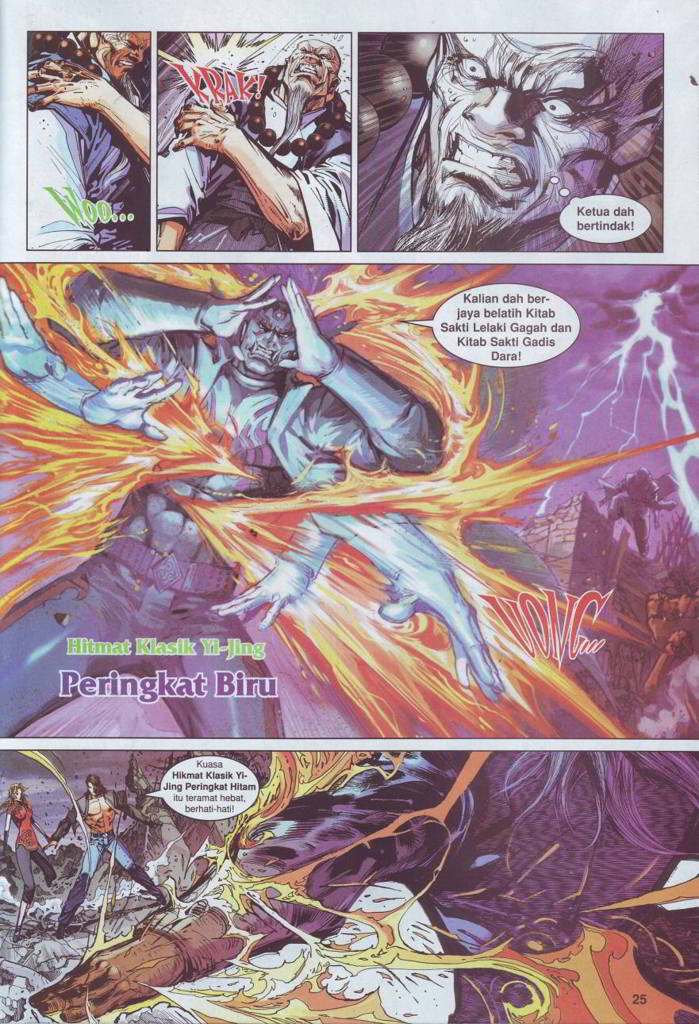 Woo...
KRAK!
Ketua dah
bertindak!
Kalian dah ber-
jaya belatih Kitab
Sakti Lelaki Gagah dan
Kitab Sakti Gadis
Dara!
Hitmat Klasik Yi-Jing
Peringkat Biru
Kuasa
Hikmat Klasik Yi-
Jing Peringkat Hitam
itu teramat hebat,
berhati-hati!
25